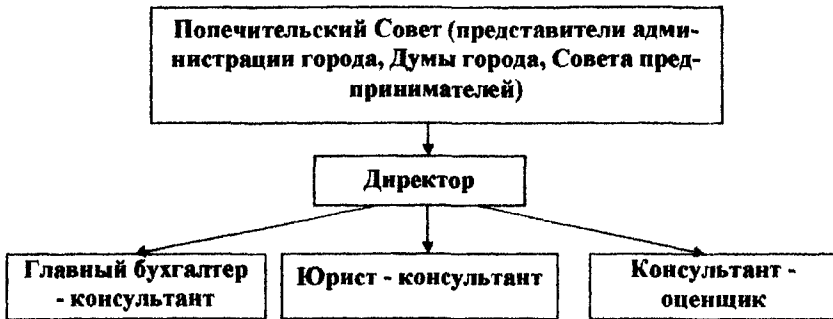 Попечительский Совет (представители адми-
нистрации города, Думы города, Совета пред-
принимателей)
Директор
Главный бухгалтер
- консультант
Юрист - консультант
Консультант -
оценщик